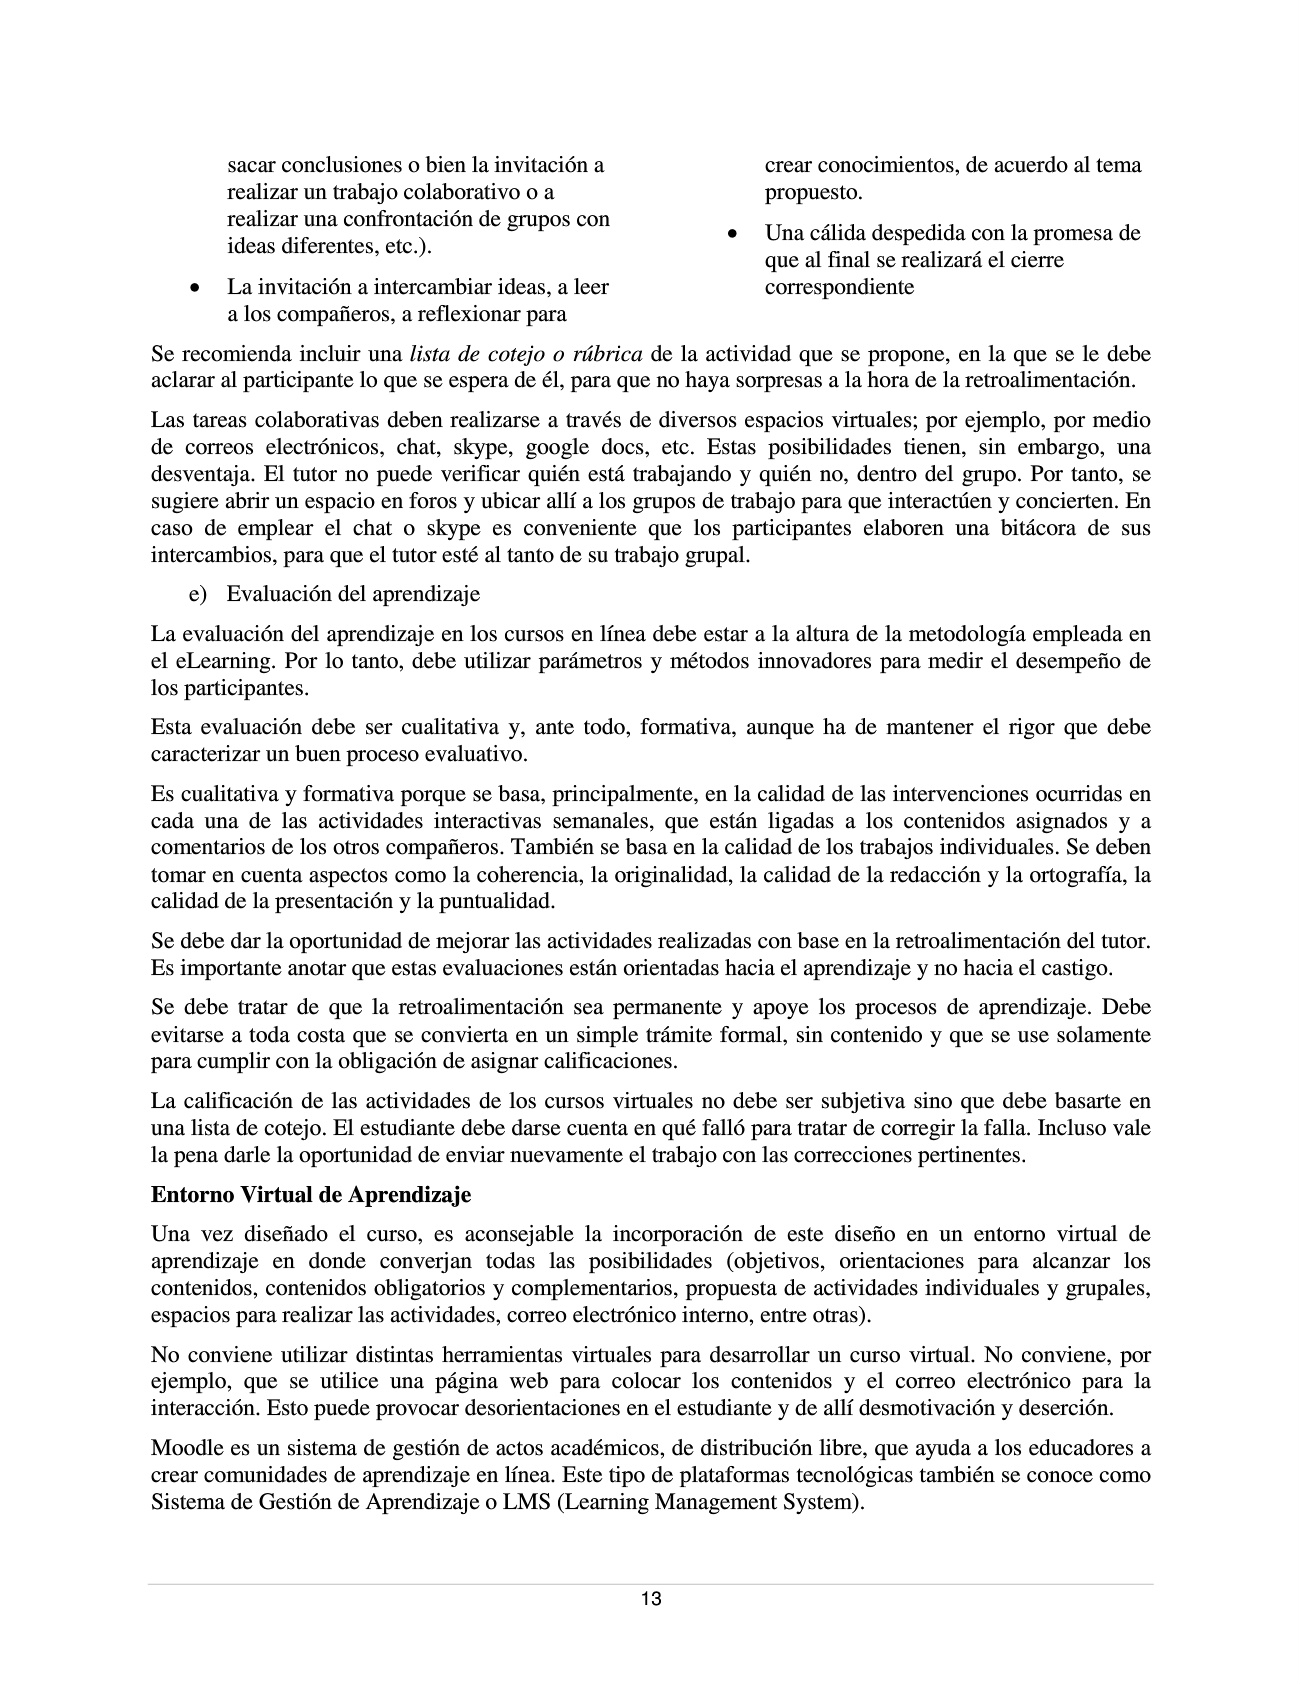 sacar conclusiones o bien la invitación a
realizar un trabajo colaborativo o a
realizar una confrontación de grupos con
ideas diferentes, etc.).
• La invitación a intercambiar ideas, a leer
a los compañeros, a reflexionar para
crear conocimientos, de acuerdo al tema
propuesto.
• Una cálida despedida con la promesa de
que al final se realizará el cierre
correspondiente
Se recomienda incluir una lista de cotejo o rúbrica de la actividad que se propone, en la que se le debe
aclarar al participante lo que se espera de él, para que no haya sorpresas a la hora de la retroalimentación.
Las tareas colaborativas deben realizarse a través de diversos espacios virtuales; por ejemplo, por medio
de correos electrónicos, chat, skype, google docs, etc. Estas posibilidades tienen, sin embargo, una
desventaja. El tutor no puede verificar quién está trabajando y quién no, dentro del grupo. Por tanto, se
sugiere abrir un espacio en foros y ubicar allí a los grupos de trabajo para que interactúen y concierten. En
caso de emplear el chat o skype es conveniente que los participantes elaboren una bitácora de sus
intercambios, para que el tutor esté al tanto de su trabajo grupal.
e) Evaluación del aprendizaje
La evaluación del aprendizaje en los cursos en línea debe estar a la altura de la metodología empleada en
el eLearning. Por lo tanto, debe utilizar parámetros y métodos innovadores para medir el desempeño de
los participantes.
Esta evaluación debe ser cualitativa y, ante todo, formativa, aunque ha de mantener el rigor que debe
caracterizar un buen proceso evaluativo.
Es cualitativa y formativa porque se basa, principalmente, en la calidad de las intervenciones ocurridas en
cada una de las actividades interactivas semanales, que están ligadas a los contenidos asignados y a
comentarios de los otros compañeros. También se basa en la calidad de los trabajos individuales. Se deben
tomar en cuenta aspectos como la coherencia, la originalidad, la calidad de la redacción y la ortografía, la
calidad de la presentación y la puntualidad.
Se debe dar la oportunidad de mejorar las actividades realizadas con base en la retroalimentación del tutor.
Es importante anotar que estas evaluaciones están orientadas hacia el aprendizaje y no hacia el castigo.
Se debe tratar de que la retroalimentación sea permanente y apoye los procesos de aprendizaje. Debe
evitarse a toda costa que se convierta en un simple trámite formal, sin contenido y que se use solamente
para cumplir con la obligación de asignar calificaciones.
La calificación de las actividades de los cursos virtuales no debe ser subjetiva sino que debe basarte en
una lista de cotejo. El estudiante debe darse cuenta en qué falló para tratar de corregir la falla. Incluso vale
la pena darle la oportunidad de enviar nuevamente el trabajo con las correcciones pertinentes.
Entorno Virtual de Aprendizaje
Una vez diseñado el curso, es aconsejable la incorporación de este diseño en un entorno virtual de
aprendizaje en donde converjan todas las posibilidades (objetivos, orientaciones para alcanzar los
contenidos, contenidos obligatorios y complementarios, propuesta de actividades individuales y grupales,
espacios para realizar las actividades, correo electrónico interno, entre otras).
No conviene utilizar distintas herramientas virtuales para desarrollar un curso virtual. No conviene, por
ejemplo, que se utilice una página web para colocar los contenidos y el correo electrónico para la
interacción. Esto puede provocar desorientaciones en el estudiante y de allí desmotivación y deserción.
Moodle es un sistema de gestión de actos académicos, de distribución libre, que ayuda a los educadores a
crear comunidades de aprendizaje en línea. Este tipo de plataformas tecnológicas también se conoce como
Sistema de Gestión de Aprendizaje o LMS (Learning Management System).
13